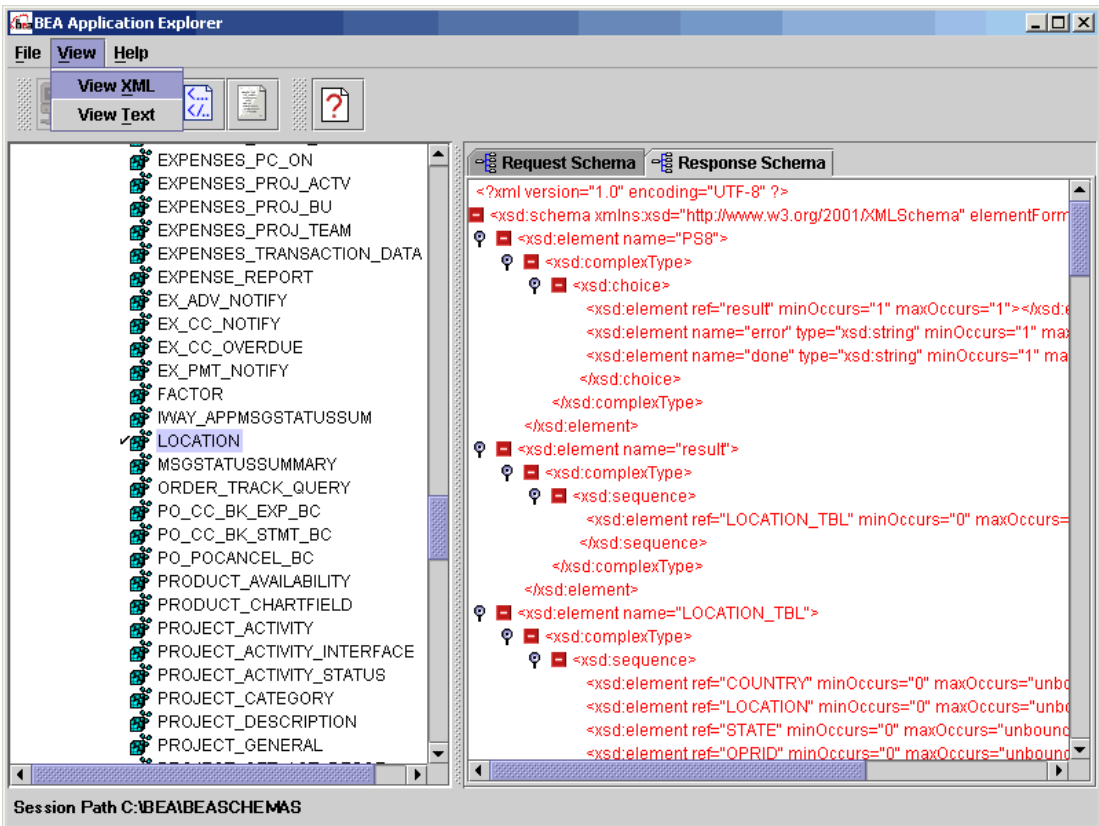 BEA Application Explorer
File View Help
View XML
View Text
EXPENSES_PC_ON
EXPENSES_PROJ_ACTV
EXPENSES_PROJ_BU
EXPENSES_PROJ_TEAM
EXPENSES_TRANSACTION_DATA
EXPENSE_REPORT
EX_ADV_NOTIFY
EX_CC_NOTIFY
EX_CC_OVERDUE
EX_PMT_NOTIFY
FACTOR
IWAY_APPMSGSTATUSSUM
LOCATION
MSGSTATUSSUMMARY
ORDER_TRACK_QUERY
PO_CC_BK_EXP_BC
PO_CC_BK_STMT_BC
PO_POCANCEL_BC
PRODUCT_AVAILABILITY
PRODUCT_CHARTFIELD
PROJECT_ACTIVITY
PROJECT_ACTIVITY_INTERFACE
PROJECT_ACTIVITY_STATUS
PROJECT_CATEGORY
PROJECT_DESCRIPTION
PROJECT_GENERAL
Request Schema Response Schema
<?xml version="1.0" encoding="UTF-8" ?>
<xsd:schema xmlns:xsd="http://www.w3.org/2001/XMLSchema" elementForm
<xsd:element name="PS8">
<xsd:complexType>
<xsd:choice>
<xsd:element ref="result" minOccurs="1" maxOccurs="1"></xsd:e
<xsd:element name="error" type="xsd:string" minOccurs="1" max
<xsd:element name="done" type="xsd:string" minOccurs="1" ma
</xsd:choice>
</xsd:complexType>
</xsd:element>
<xsd:element name="result">
<xsd:complexType>
<xsd:sequence>
<xsd:element ref="LOCATION_TBL" minOccurs="0" maxOccurs=
</xsd:sequence>
</xsd:complexType>
</xsd:element>
<xsd:element name="LOCATION_TBL">
<xsd:complexType>
<xsd:sequence>
<xsd:element ref="COUNTRY" minOccurs="0" maxOccurs="unbo
<xsd:element ref="LOCATION" minOccurs="0" maxOccurs="unbo
<xsd:element ref="STATE" minOccurs="0" maxOccurs="unbound
<xsd:element ref="OPRID" minOccurs="0" maxOccurs="unbound
Session Path C:\BEA\BEASCHEMAS